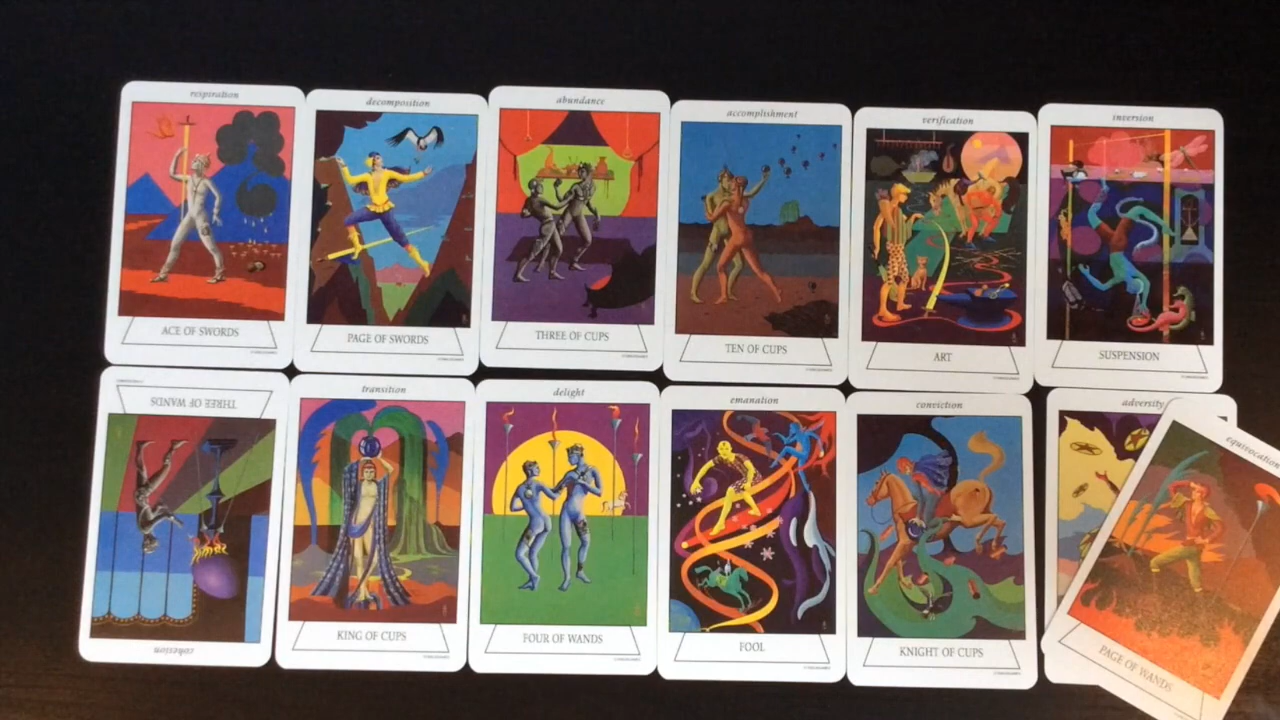 respiration
ACE OF SWORDS
decomposition
PAGE OF SWORDS
abundance
THREE OF CUPS
accomplishment
TEN OF CUPS
verification
ART
inversion
SUSPENSION
THREE OF WANDS
cohesion
transition
KING OF CUPS
delight
FOUR OF WANDS
emanation
FOOL
conviction
KNIGHT OF CUPS
adversity
equivocation
PAGE OF WANDS